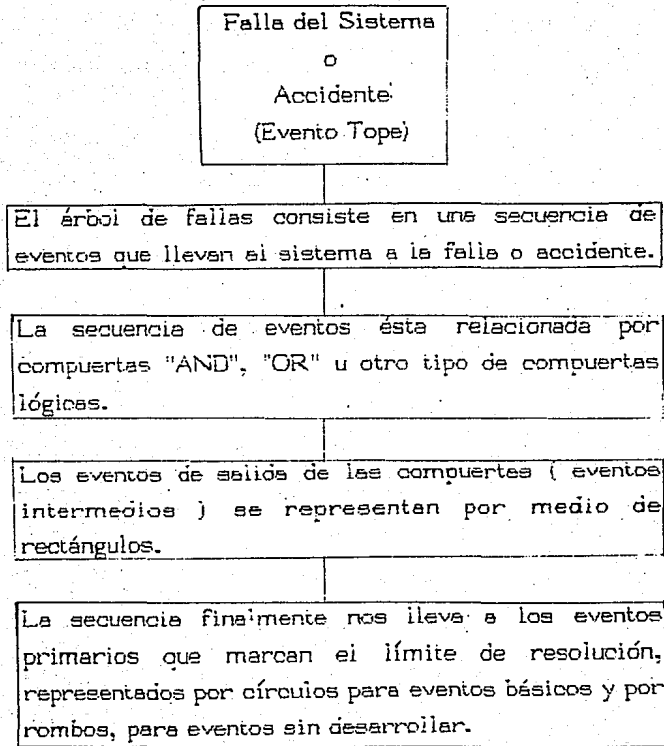 Falla del Sistema
o
Accidente
(Evento Tope)
El árbol de fallas consiste en una secuencia de
eventos que llevan al sistema a la falla o accidente.
La secuencia de eventos ésta relacionada por
compuertas "AND", "OR" u otro tipo de compuertas
lógicas.
Los eventos de salida de las compuertas ( eventos
intermedios ) se representan por medio de
rectángulos.
La secuencia finalmente nos lleva a los eventos
primarios que marcan el límite de resolución,
representados por círculos para eventos básicos y por
rombos, para eventos sin desarrollar.